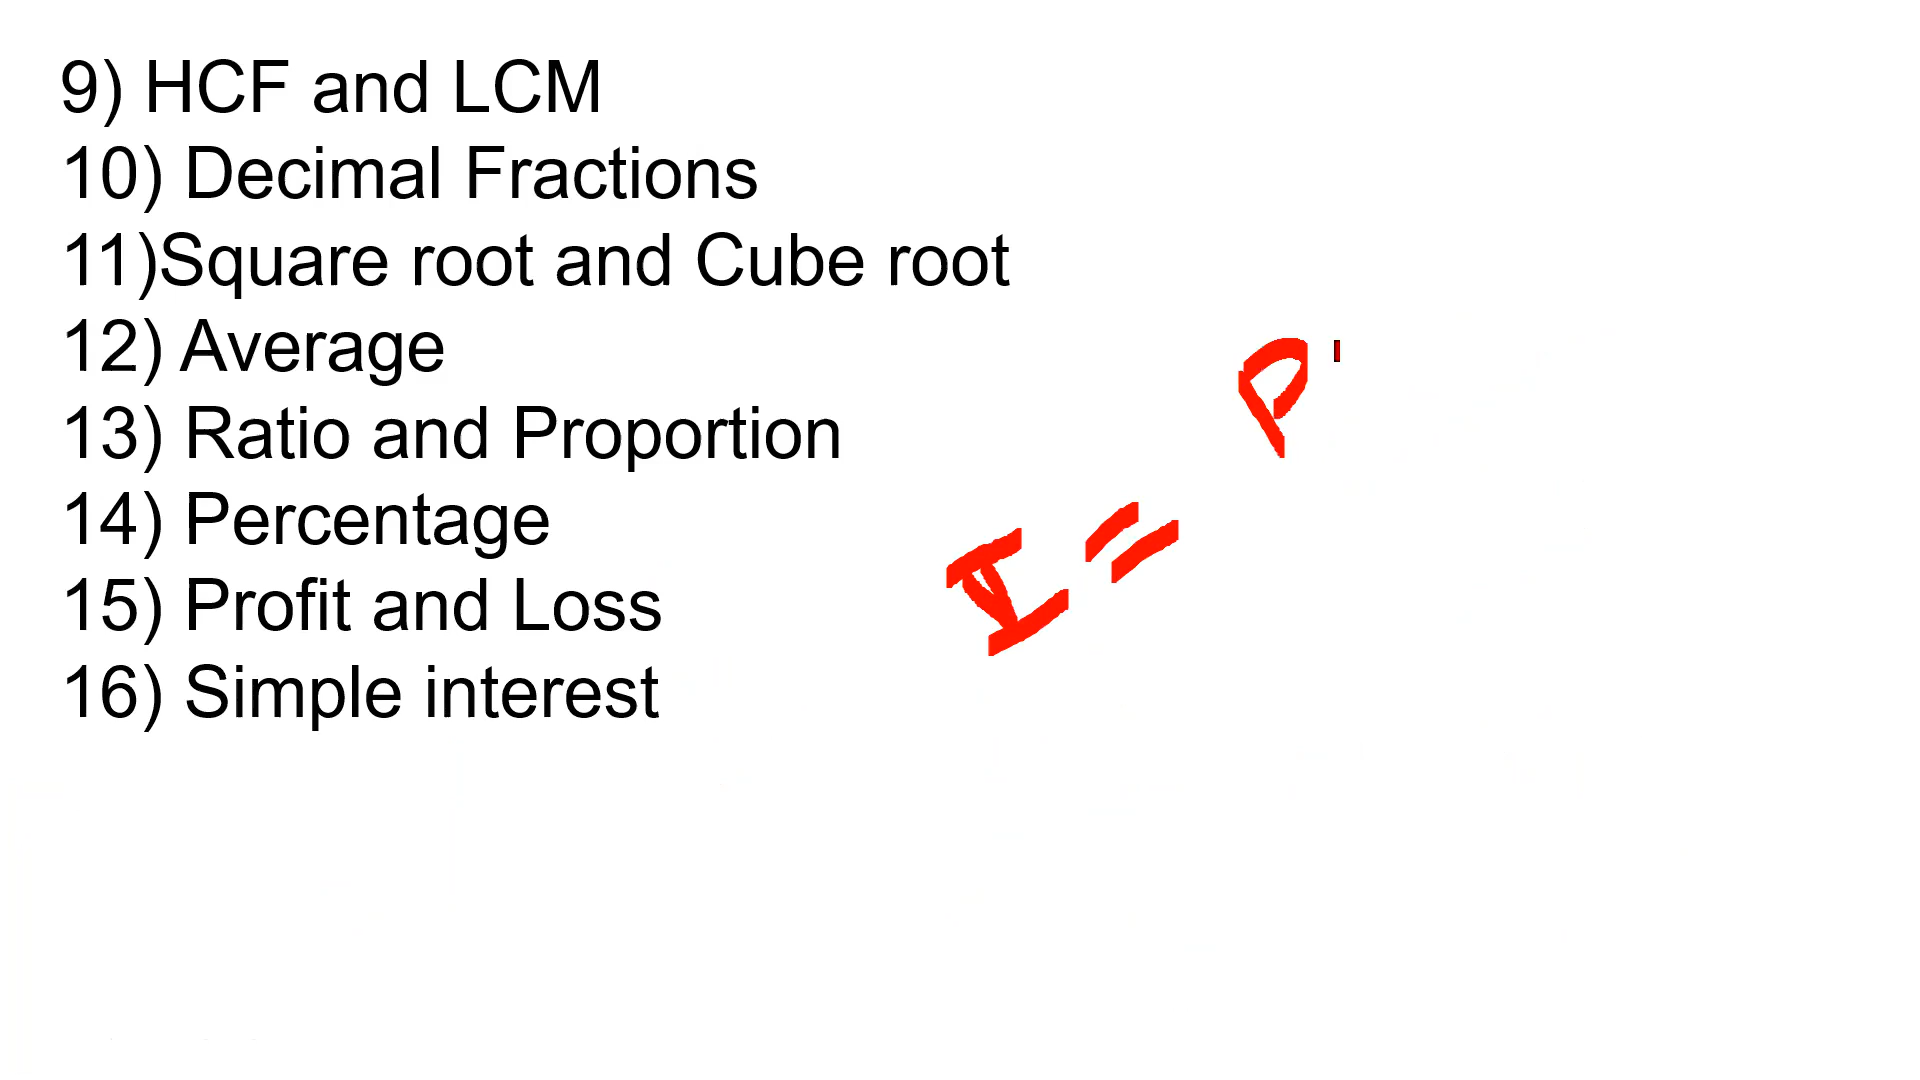 9) HCF and LCM
10) Decimal Fractions
11)Square root and Cube root
12) Average
13) Ratio and Proportion
14) Percentage
15) Profit and Loss
16) Simple interest
I = P